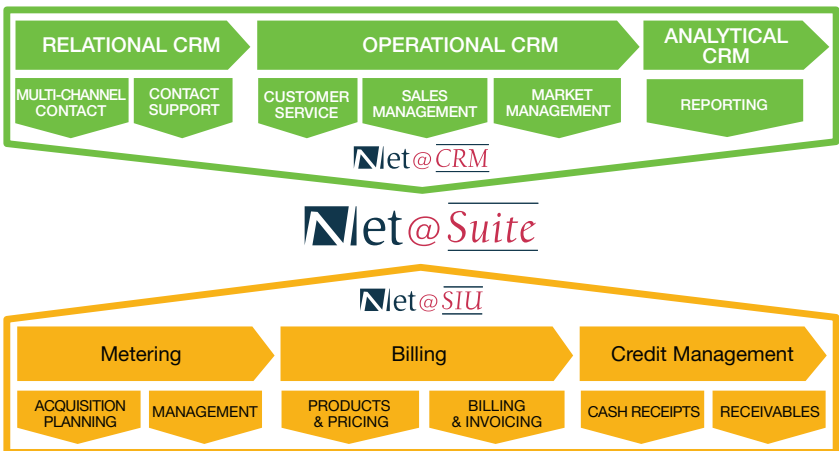 RELATIONAL CRM
OPERATIONAL CRM
ANALYTICAL
CRM
MULTI-CHANNEL
CONTACT
CONTACT
SUPPORT
CUSTOMER
SERVICE
SALES
MANAGEMENT
MARKET
MANAGEMENT
REPORTING
Net@CRM
Net@Suite
Net@SIU
Metering
Billing
Credit Management
ACQUISITION
PLANNING
MANAGEMENT
PRODUCTS
& PRICING
BILLING
& INVOICING
CASH RECEIPTS
RECEIVABLES